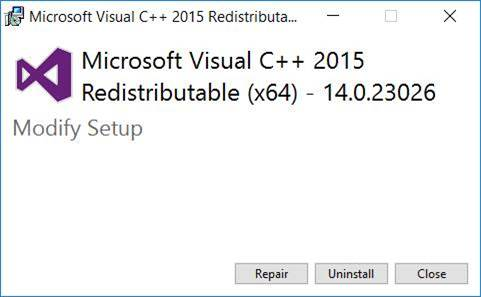 Microsoft Visual C++ 2015 Redistributa...
Microsoft Visual C++ 2015
Redistributable (x64) - 14.0.23026
Modify Setup
Repair Uninstall Close